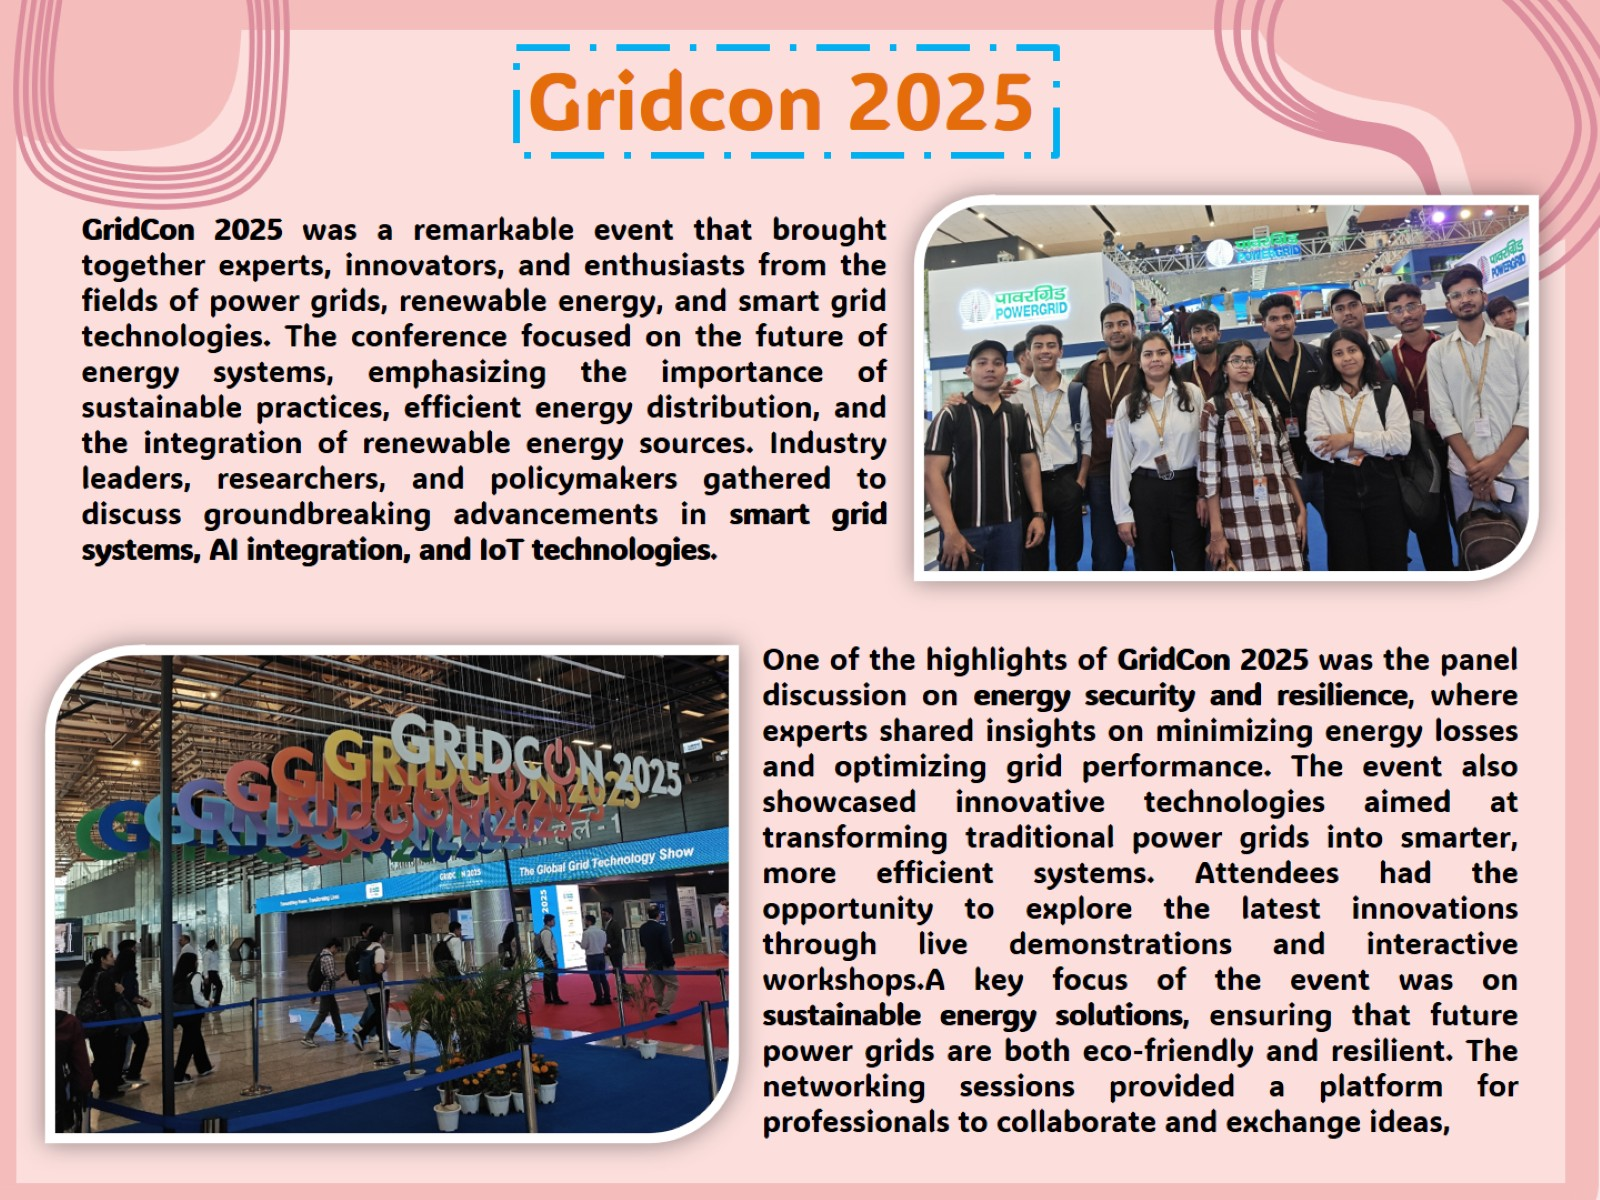 Gridcon 2025
GridCon 2025 was a remarkable event that brought
together experts, innovators, and enthusiasts from the
fields of power grids, renewable energy, and smart grid
technologies. The conference focused on the future of
energy systems, emphasizing the importance of
sustainable practices, efficient energy distribution, and
the integration of renewable energy sources. Industry
leaders, researchers, and policymakers gathered to
discuss groundbreaking advancements in smart grid
systems, AI integration, and IoT technologies.
पावरग्रिड
POWERGRID
पावरग्रिड
POWERGRID
पावरग्रिड
POWERGRID
GRIDCON 2025
The Global Grid Technology Show
GRIDCON 2025
2025
One of the highlights of GridCon 2025 was the panel
discussion on energy security and resilience, where
experts shared insights on minimizing energy losses
and optimizing grid performance. The event also
showcased innovative technologies aimed at
transforming traditional power grids into smarter,
more efficient systems. Attendees had the
opportunity to explore the latest innovations
through live demonstrations and interactive
workshops.A key focus of the event was on
sustainable energy solutions, ensuring that future
power grids are both eco-friendly and resilient. The
networking sessions provided a platform for
professionals to collaborate and exchange ideas,